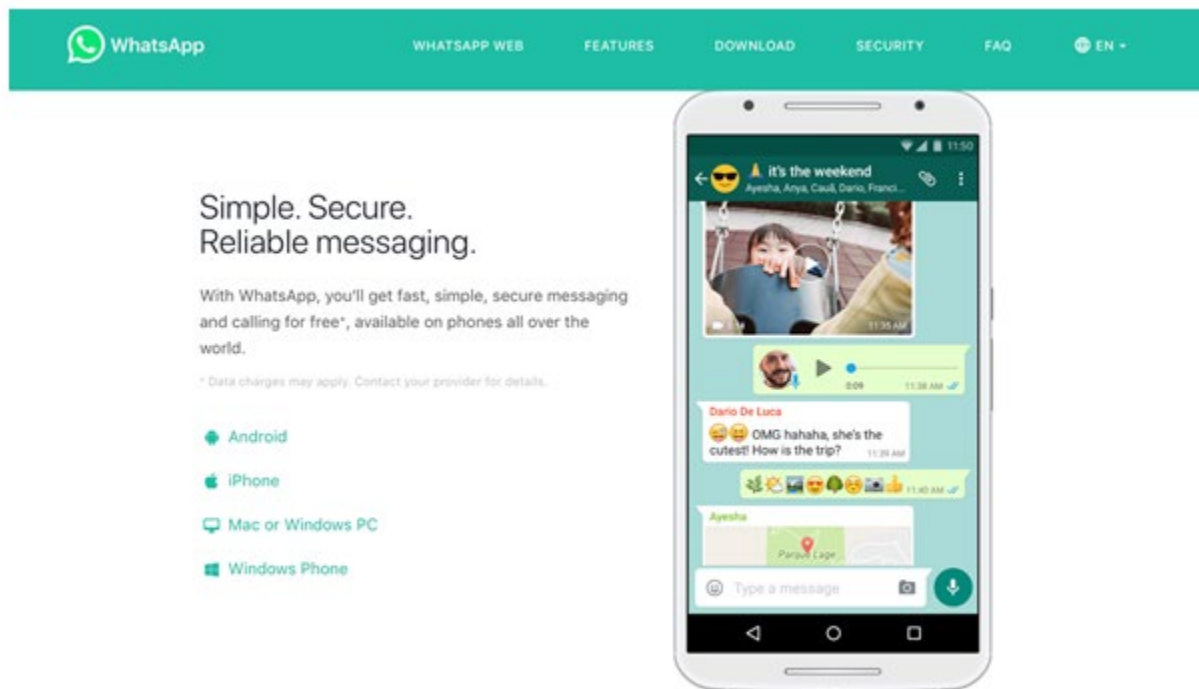 WhatsApp
WHATSAPP WEB
FEATURES
DOWNLOAD
SECURITY
FAQ
EN
Simple. Secure.
Reliable messaging.
With WhatsApp, you'll get fast, simple, secure messaging
and calling for free*, available on phones all over the
world.
* Data charges may apply. Contact your provider for details.
Android
iPhone
Mac or Windows PC
Windows Phone
11:50
it's the weekend
Ayesha, Anya, Cauã, Dario, Franci...
11:35 AM
0:09
11:38 AM
Dario De Luca
OMG hahaha, she's the
cutest! How is the trip?
11:39 AM
11:40 AM
Ayesha
Parque Lage
Type a message